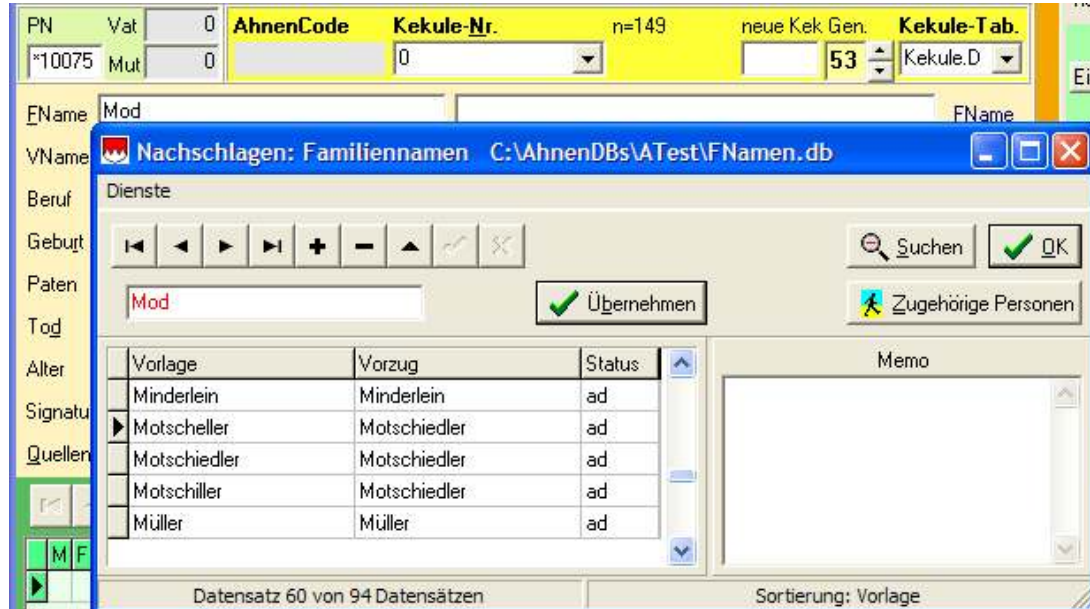 PN Vat 0 AhnenCode Kekule-Nr. n=149 neue Kek Gen. Kekule-Tab.
*10075 Mut 0 0 53 Kekule.D
Ei
FName Mod FName
VName
Nachschlagen: Familiennamen C:\AhnenDBs\ATest\FNamen.db
Beruf
Dienste
Geburt
Suchen OK
Paten
Mod Übernehmen Zugehörige Personen
Tod
Alter
Vorlage Vorzug Status Memo
Minderlein Minderlein ad
Signatu
Motscheller Motschiedler ad
Quellen
Motschiedler Motschiedler ad
Motschiller Motschiedler ad
Müller Müller ad
M F
Datensatz 60 von 94 Datensätzen Sortierung: Vorlage